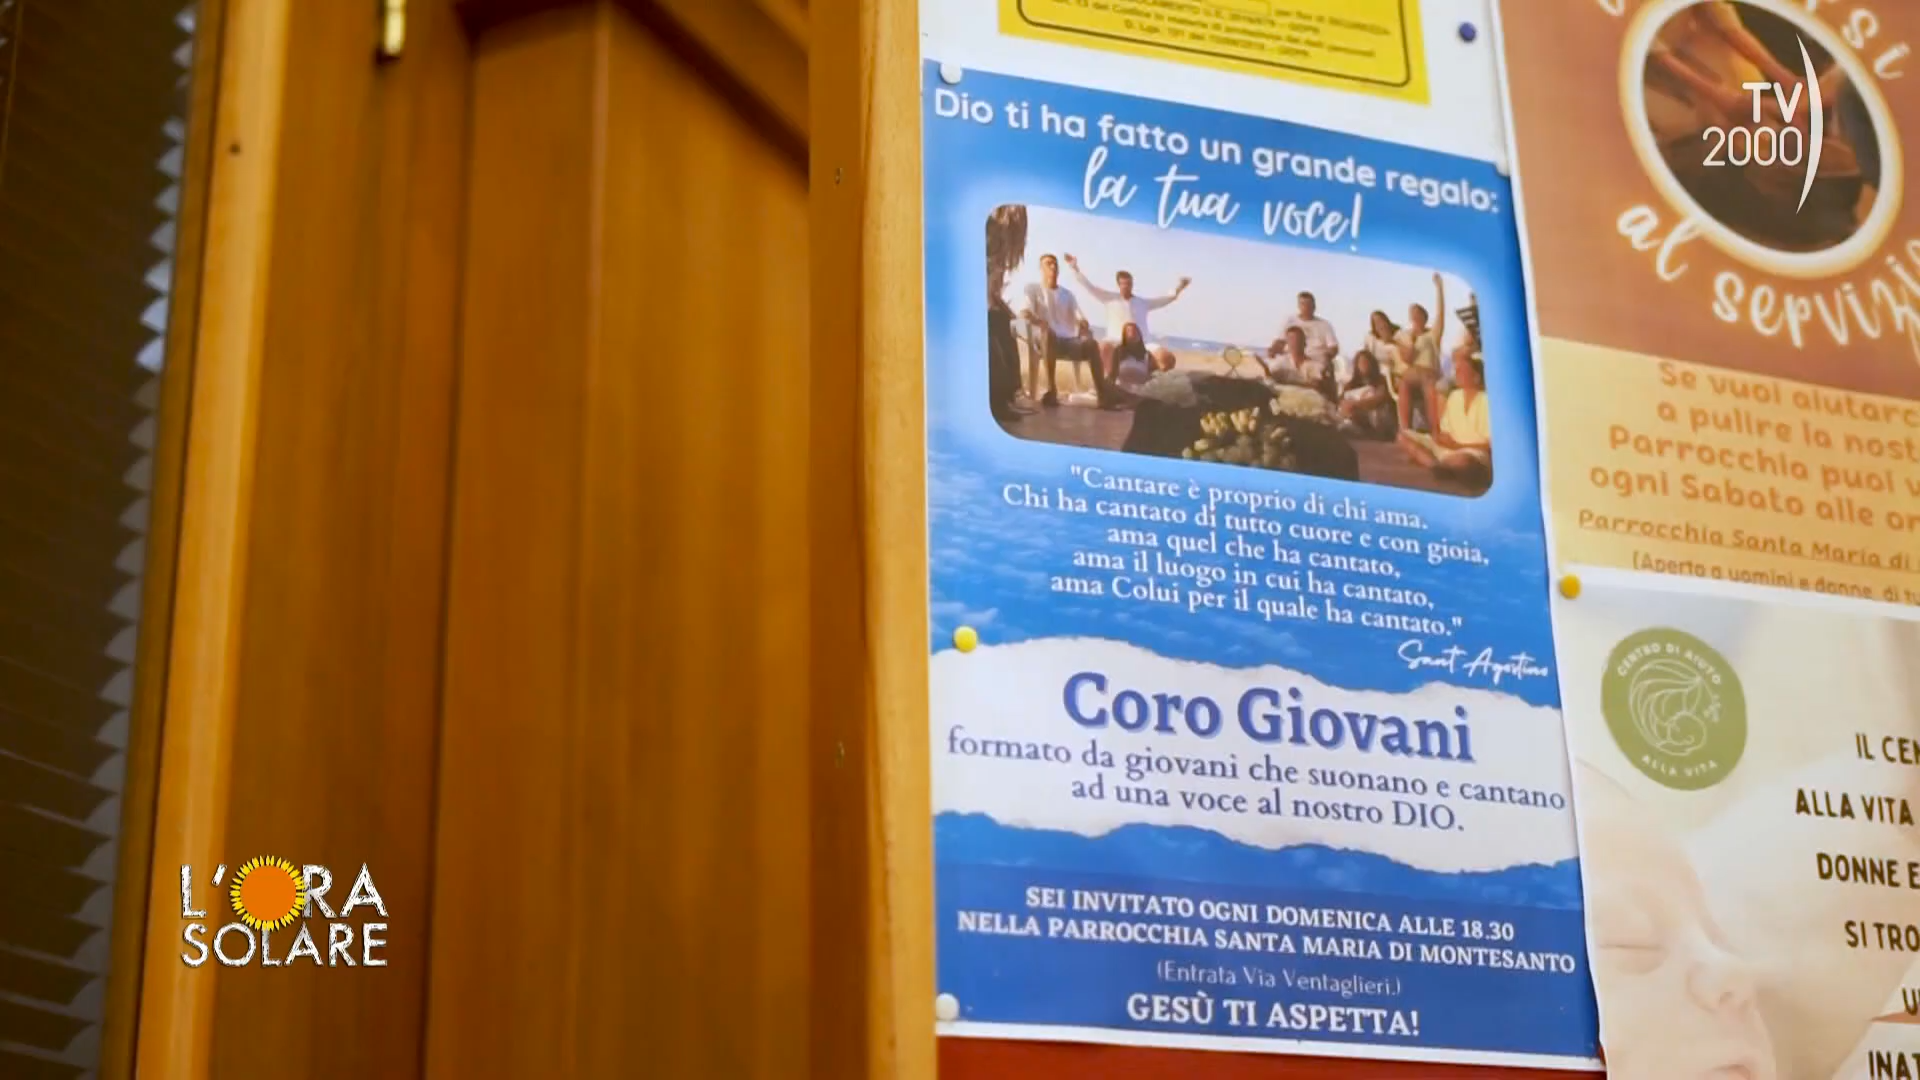 Dio ti ha fatto un grande regalo:
la tua voce!
"Cantare è proprio di chi ama.
Chi ha cantato di tutto cuore e con gioia,
ama quel che ha cantato,
ama il luogo in cui ha cantato,
ama Colui per il quale ha cantato."
Sant'Agostino
Coro Giovani
formato da giovani che suonano e cantano
ad una voce al nostro DIO.
SEI INVITATO OGNI DOMENICA ALLE 18.30
NELLA PARROCCHIA SANTA MARIA DI MONTESANTO
(Entrata Via Ventaglieri.)
GESÙ TI ASPETTA!
TV
2000
al servizio
Se vuoi aiutarc
a pulire la nost
Parrocchia puoi v
ogni Sabato alle or
Parrocchia Santa Maria di
(Aperto a uomini e donne, di tu
CENTRO DI AIUTO
ALLA VITA
IL CEN
ALLA VITA
DONNE E
SI TRO
U
INAT
L'ORA
SOLARE